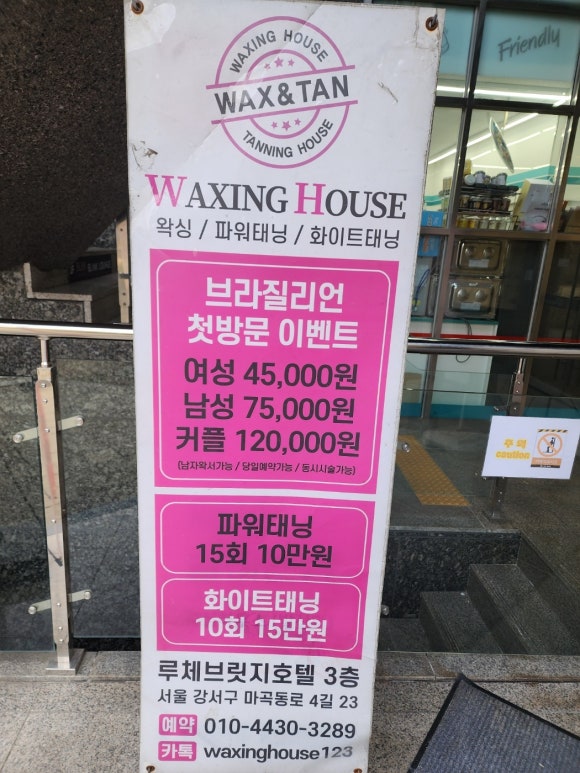 WAXING HOUSE
WAX&TAN
TANNING HOUSE
WAXING HOUSE
왁싱 / 파워태닝 / 화이트태닝
브라질리언
첫방문 이벤트
여성 45,000원
남성 75,000원
커플 120,000원
(남자왁서가능 / 당일예약가능 / 동시시술가능)
파워태닝
15회 10만원
화이트태닝
10회 15만원
루체브릿지호텔 3층
서울 강서구 마곡동로 4길 23
예약 010-4430-3289
카톡 waxinghouse123
Friendly
주의
caution